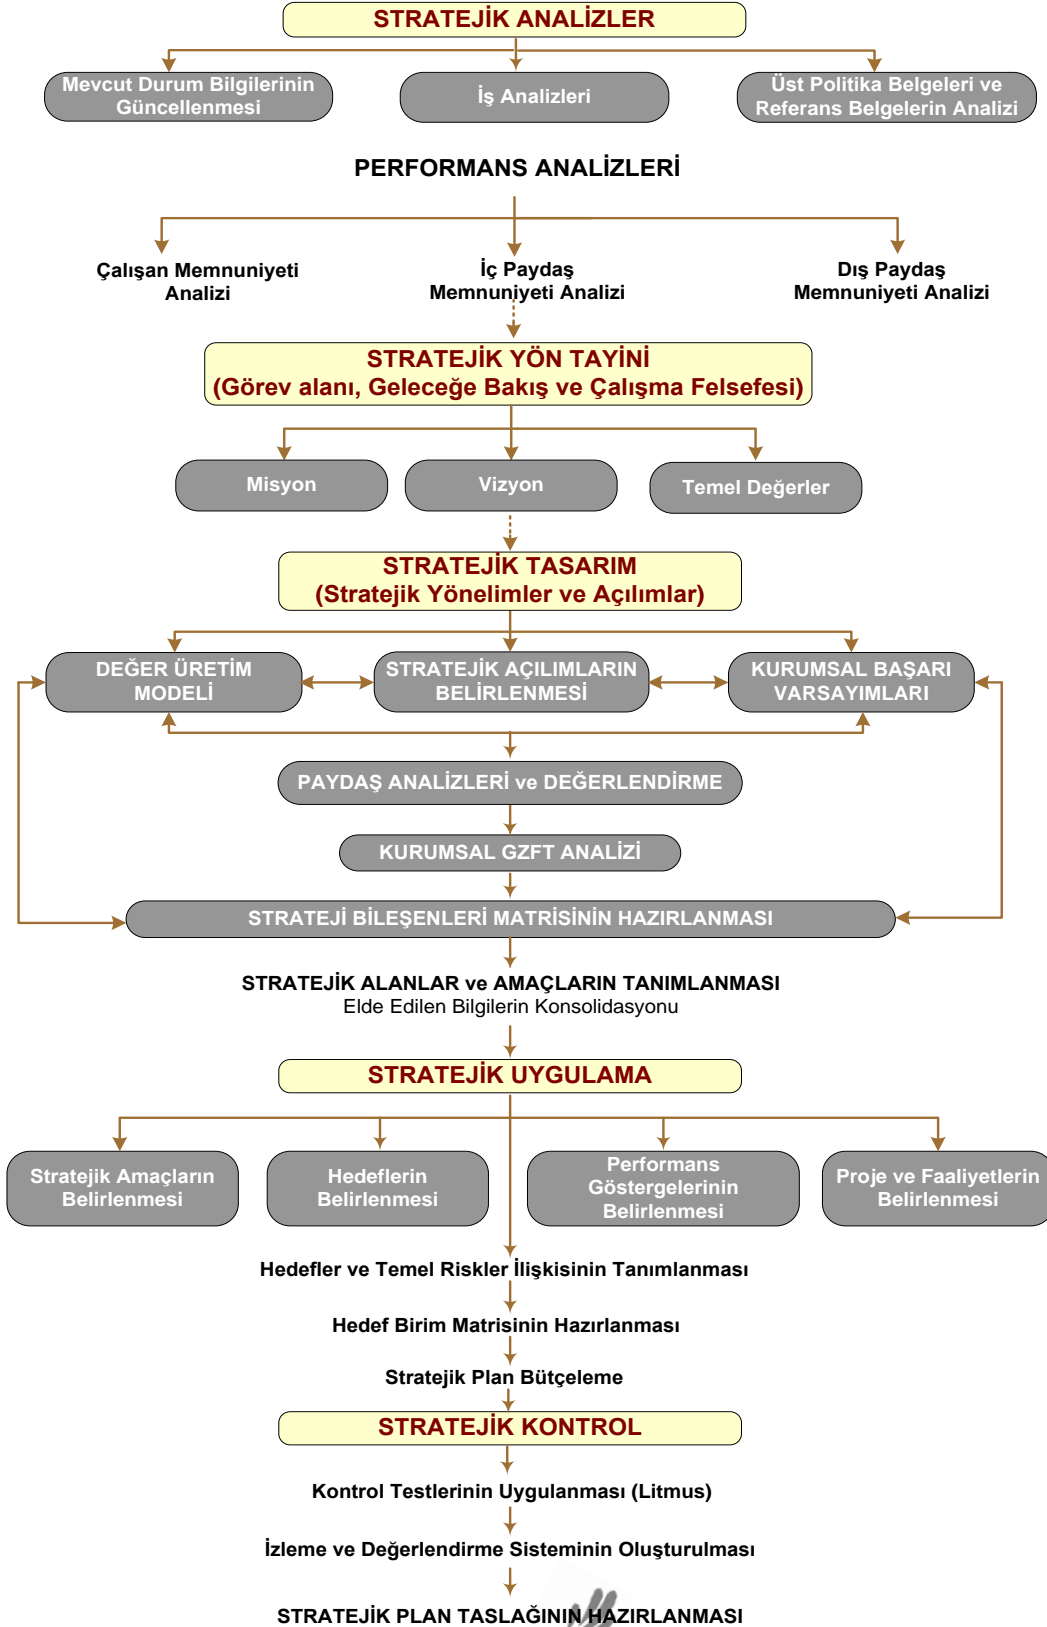 STRATEJİK ANALİZLER
Mevcut Durum Bilgilerinin
Güncellenmesi
İş Analizleri
Üst Politika Belgeleri ve
Referans Belgelerin Analizi
PERFORMANS ANALİZLERİ
Çalışan Memnuniyeti
Analizi
İç Paydaş
Memnuniyeti Analizi
Dış Paydaş
Memnuniyeti Analizi
STRATEJİK YÖN TAYİNİ
(Görev alanı, Geleceğe Bakış ve Çalışma Felsefesi)
Misyon
Vizyon
Temel Değerler
STRATEJİK TASARIM
(Stratejik Yönelimler ve Açılımlar)
DEĞER ÜRETİM
MODELİ
STRATEJİK AÇILIMLARIN
BELİRLENMESİ
KURUMSAL BAŞARI
VARSAYIMLARI
PAYDAŞ ANALİZLERİ ve DEĞERLENDİRME
KURUMSAL GZFT ANALİZİ
STRATEJİ BİLEŞENLERİ MATRİSİNİN HAZIRLANMASI
STRATEJİK ALANLAR ve AMAÇLARIN TANIMLANMASI
Elde Edilen Bilgilerin Konsolidasyonu
STRATEJİK UYGULAMA
Stratejik Amaçların
Belirlenmesi
Hedeflerin
Belirlenmesi
Performans
Göstergelerinin
Belirlenmesi
Proje ve Faaliyetlerin
Belirlenmesi
Hedefler ve Temel Riskler İlişkisinin Tanımlanması
Hedef Birim Matrisinin Hazırlanması
Stratejik Plan Bütçeleme
STRATEJİK KONTROL
Kontrol Testlerinin Uygulanması (Litmus)
İzleme ve Değerlendirme Sisteminin Oluşturulması
STRATEJİK PLAN TASLAĞININ HAZIRLANMASI